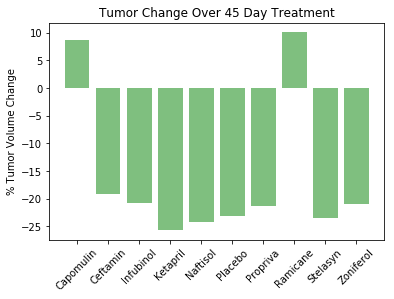 Tumor Change Over 45 Day Treatment
% Tumor Volume Change
10
5
0
−5
−10
−15
−20
−25
Capomulin
Ceftamin
Infubinol
Ketapril
Naftisol
Placebo
Propriva
Ramicane
Stelasyn
Zoniferol